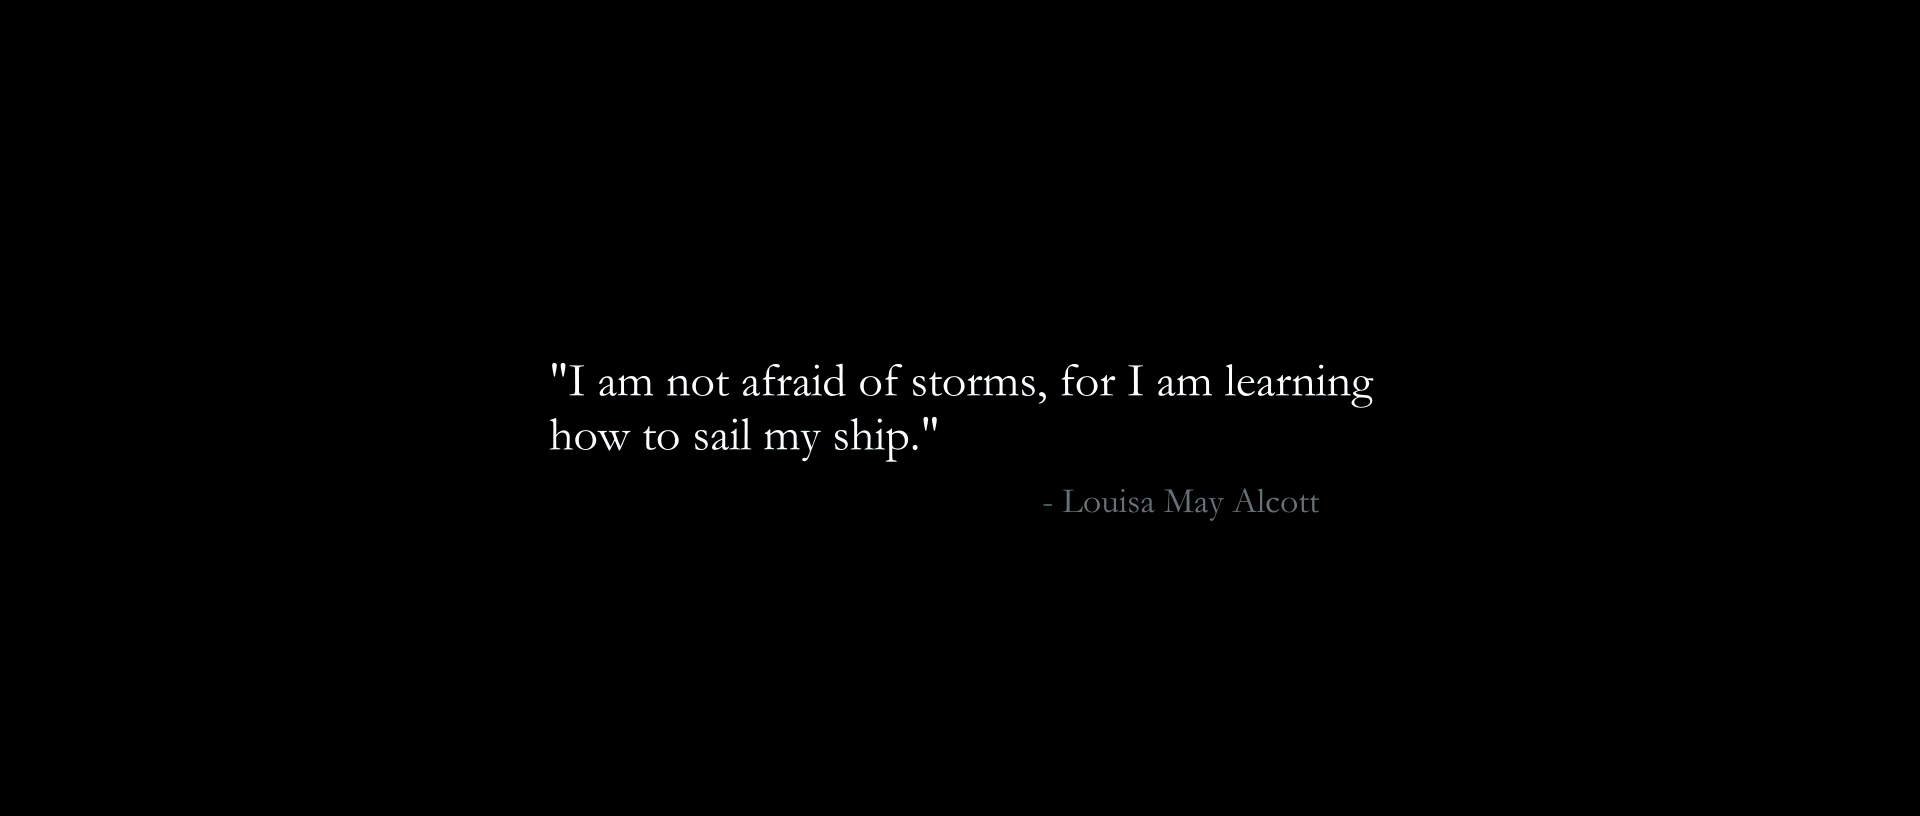 "I am not afraid of storms, for I am learning
how to sail my ship."
- Louisa May Alcott